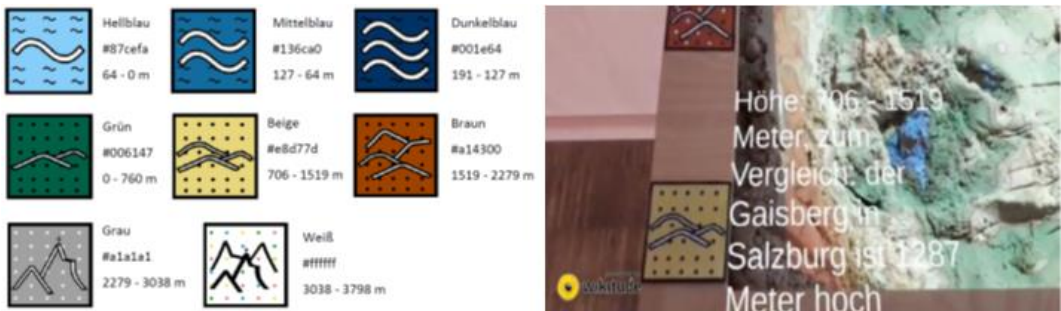 Hellblau
#87cefa
64 - 0 m
Mittelblau
#136ca0
127 - 64 m
Dunkelblau
#001e64
191 - 127 m
Grün
#006147
0 - 760 m
Beige
#e8d77d
706 - 1519 m
Braun
#a14300
1519 - 2279 m
Grau
#a1a1a1
2279 - 3038 m
Weiß
#ffffff
3038 - 3798 m
Höhe: 706 - 1519
Meter, zum
Vergleich: der
Gaisberg in
Salzburg ist 1287
Meter hoch
wikitude